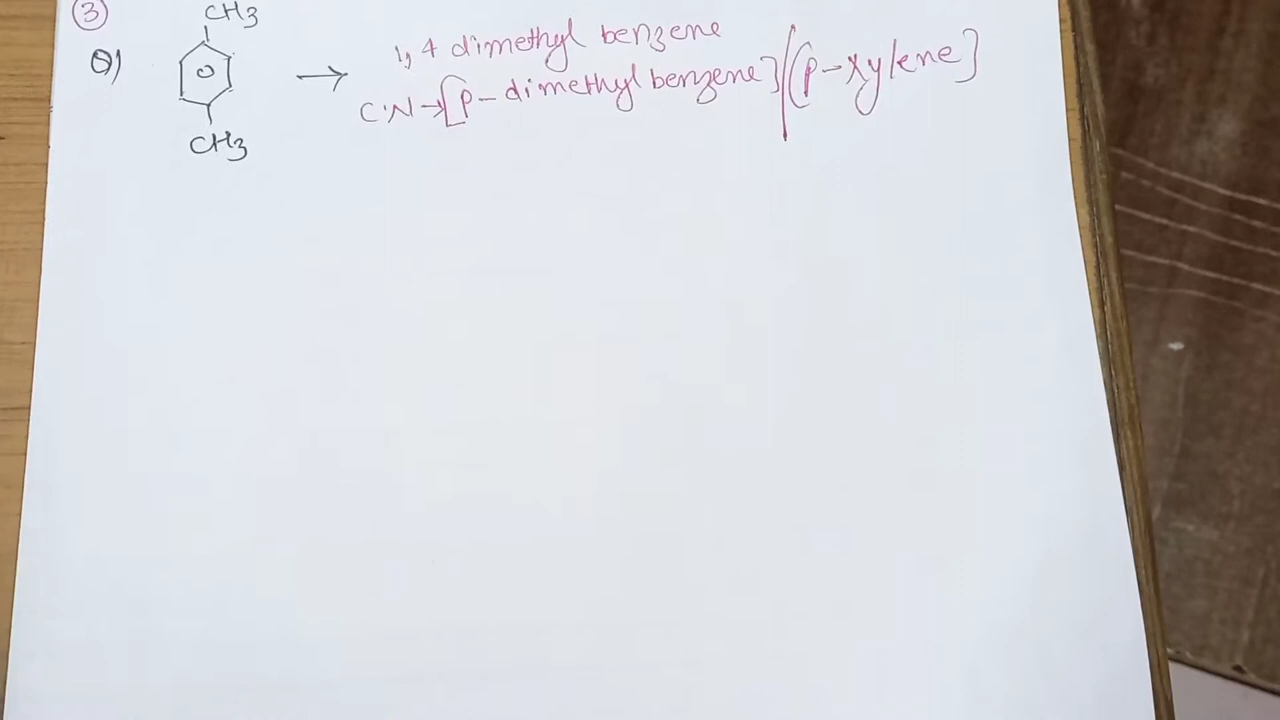 ③
CH3
Q)
→ 1, 4 dimethyl benzene
C.N→[P-dimethyl benzene] / (P-Xylene]
CH3